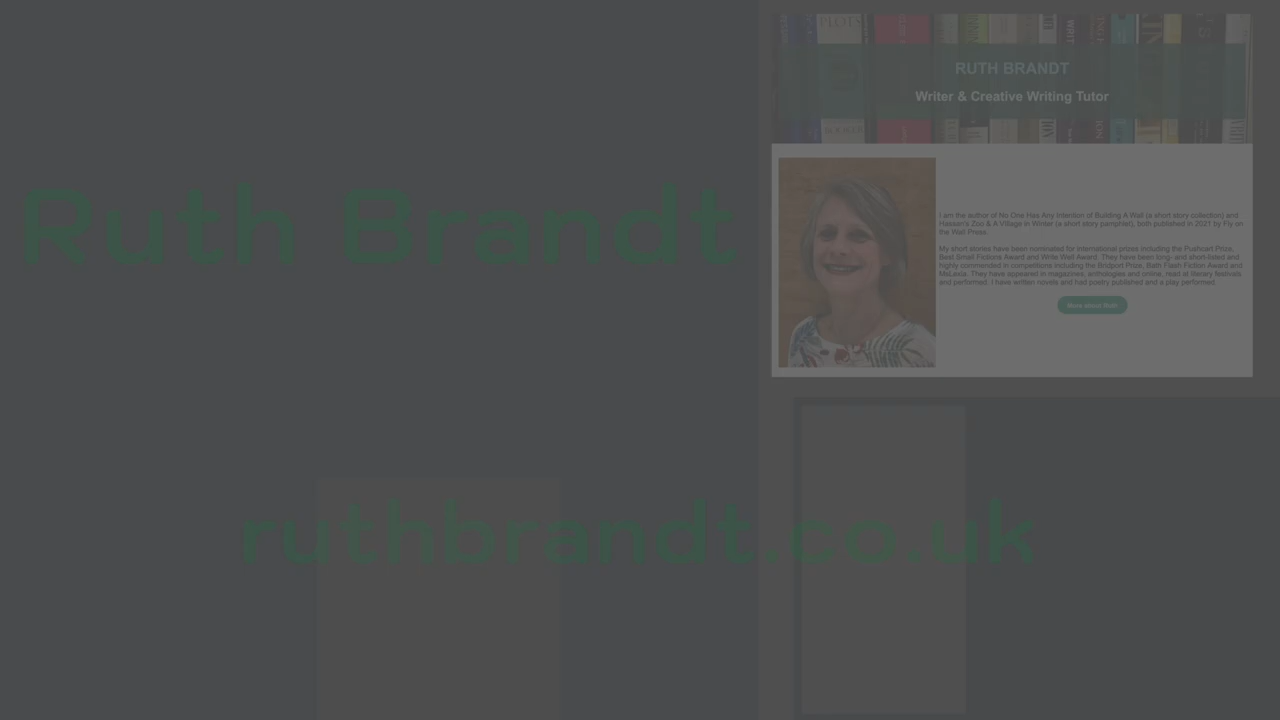 Ruth Brandt
RUTH BRANDT
Writer & Creative Writing Tutor
I am the author of No One Has Any Intention of Building A Wall (a short story collection) and
Hassan's Zoo & A Village in Winter (a short story pamphlet), both published in 2021 by Fly on
the Wall Press.
My short stories have been nominated for international prizes including the Pushcart Prize,
Best Small Fictions Award and Write Well Award. They have been long- and short-listed and
highly commended in competitions including the Bridport Prize, Bath Flash Fiction Award and
MsLexia. They have appeared in magazines, anthologies and online, read at literary festivals
and performed. I have written novels and had poetry published and a play performed.
More about Ruth
ruthbrandt.co.uk